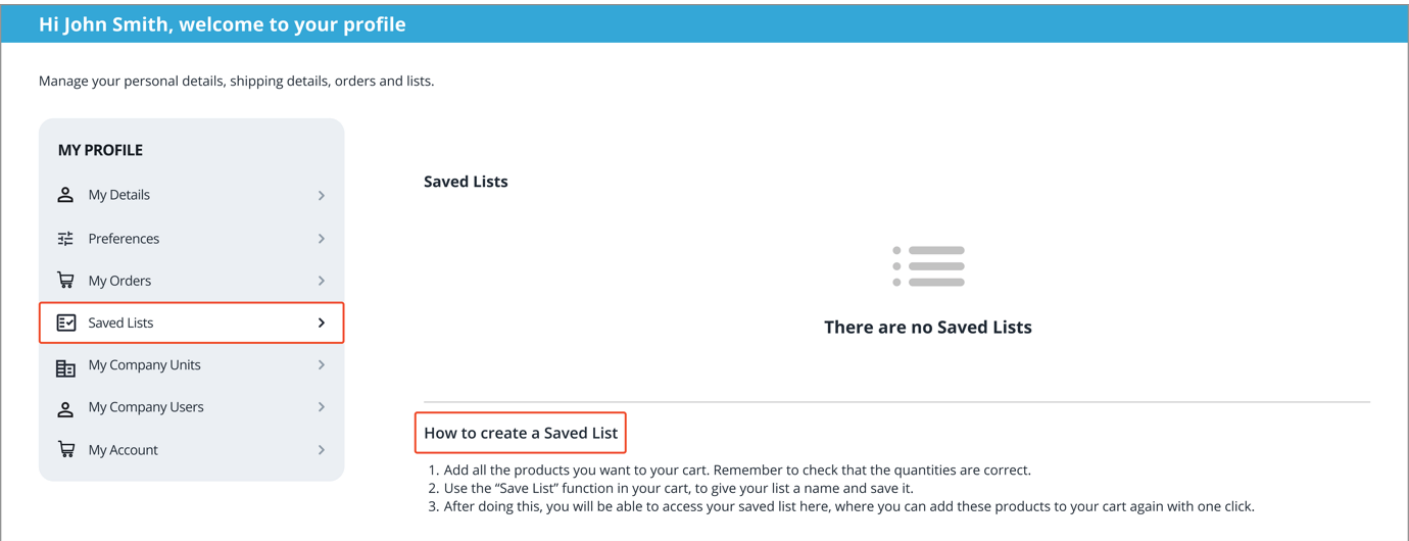 Hi John Smith, welcome to your profile
Manage your personal details, shipping details, orders and lists.
MY PROFILE
My Details
Preferences
My Orders
Saved Lists
My Company Units
My Company Users
My Account
Saved Lists
There are no Saved Lists
How to create a Saved List
1. Add all the products you want to your cart. Remember to check that the quantities are correct.
2. Use the “Save List” function in your cart, to give your list a name and save it.
3. After doing this, you will be able to access your saved list here, where you can add these products to your cart again with one click.